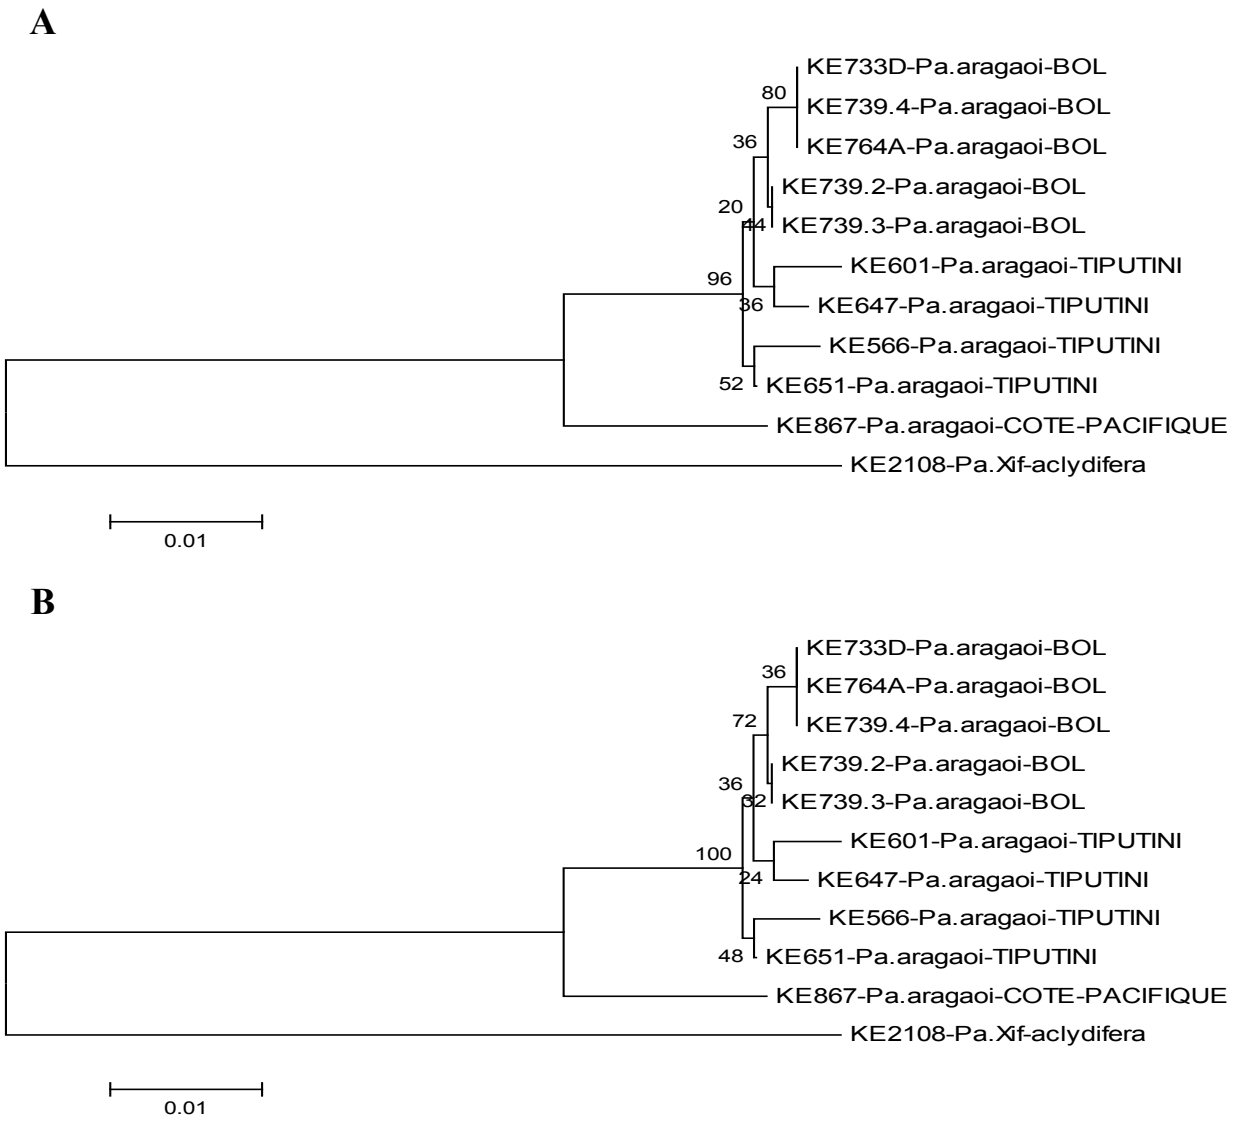 A
KE733D-Pa.aragaoi-BOL
80
KE739.4-Pa.aragaoi-BOL
36
KE764A-Pa.aragaoi-BOL
KE739.2-Pa.aragaoi-BOL
20
44
KE739.3-Pa.aragaoi-BOL
KE601-Pa.aragaoi-TIPUTINI
96
36
KE647-Pa.aragaoi-TIPUTINI
KE566-Pa.aragaoi-TIPUTINI
52
KE651-Pa.aragaoi-TIPUTINI
KE867-Pa.aragaoi-COTE-PACIFIQUE
KE2108-Pa.Xif-aclydifera
0.01
B
KE733D-Pa.aragaoi-BOL
36
KE764A-Pa.aragaoi-BOL
72
KE739.4-Pa.aragaoi-BOL
KE739.2-Pa.aragaoi-BOL
36
32
KE739.3-Pa.aragaoi-BOL
KE601-Pa.aragaoi-TIPUTINI
100
24
KE647-Pa.aragaoi-TIPUTINI
KE566-Pa.aragaoi-TIPUTINI
48
KE651-Pa.aragaoi-TIPUTINI
KE867-Pa.aragaoi-COTE-PACIFIQUE
KE2108-Pa.Xif-aclydifera
0.01